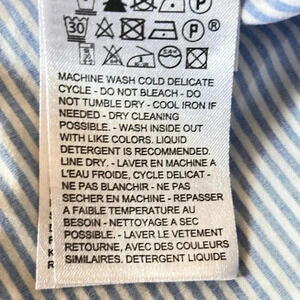 30
P
®
MACHINE WASH COLD DELICATE
CYCLE - DO NOT BLEACH - DO
NOT TUMBLE DRY - COOL IRON IF
NEEDED - DRY CLEANING
POSSIBLE. - WASH INSIDE OUT
WITH LIKE COLORS. LIQUID
DETERGENT IS RECOMMENDED.
LINE DRY. - LAVER EN MACHINE A
L'EAU FROIDE, CYCLE DELICAT -
NE PAS BLANCHIR - NE PAS
SECHER EN MACHINE - REPASSER
A FAIBLE TEMPERATURE AU
BESOIN - NETTOYAGE A SEC
POSSIBLE. - LAVER LE VETEMENT
RETOURNE, AVEC DES COULEURS
SIMILAIRES. DETERGENT LIQUIDE